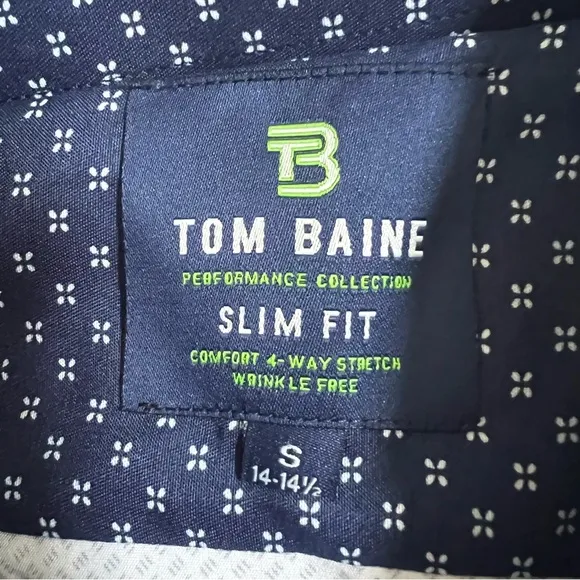 TB
TOM BAINE
PERFORMANCE COLLECTION
SLIM FIT
COMFORT 4-WAY STRETCH
WRINKLE FREE
S
14-14½